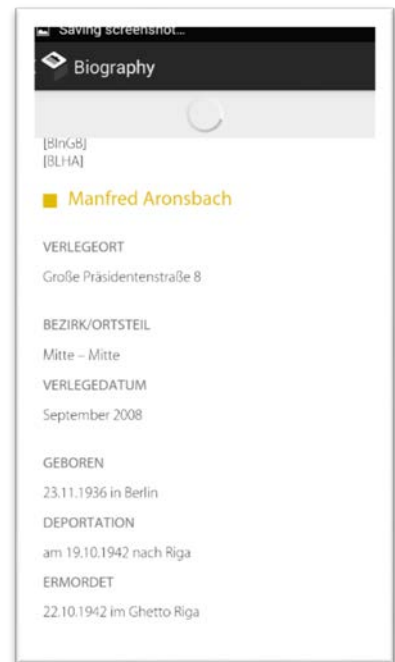 Saving screenshot...
Biography
[BInGB]
[BLHA]
Manfred Aronsbach
VERLEGEORT
Große Präsidentenstraße 8
BEZIRK/ORTSTEIL
Mitte – Mitte
VERLEGEDATUM
September 2008
GEBOREN
23.11.1936 in Berlin
DEPORTATION
am 19.10.1942 nach Riga
ERMORDET
22.10.1942 im Ghetto Riga